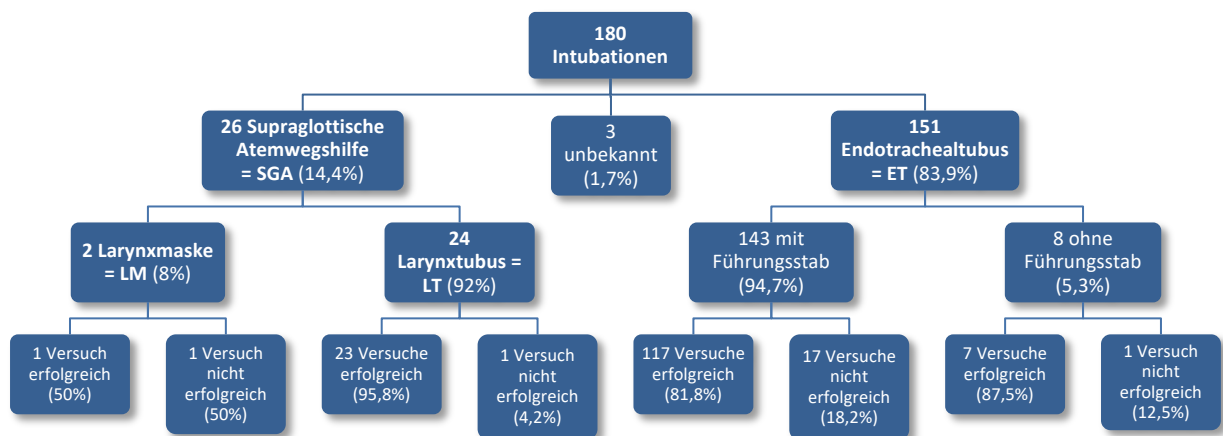 180
Intubationen
26 Supraglottische
Atemwegshilfe
= SGA (14,4%)
3
unbekannt
(1,7%)
151
Endotrachealtubus
= ET (83,9%)
2 Larynxmaske
= LM (8%)
24
Larynxtubus =
LT (92%)
143 mit
Führungsstab
(94,7%)
8 ohne
Führungsstab
(5,3%)
1 Versuch
erfolgreich
(50%)
1 Versuch
nicht
erfolgreich
(50%)
23 Versuche
erfolgreich
(95,8%)
1 Versuch
nicht
erfolgreich
(4,2%)
117 Versuche
erfolgreich
(81,8%)
17 Versuche
nicht
erfolgreich
(18,2%)
7 Versuche
erfolgreich
(87,5%)
1 Versuch
nicht
erfolgreich
(12,5%)